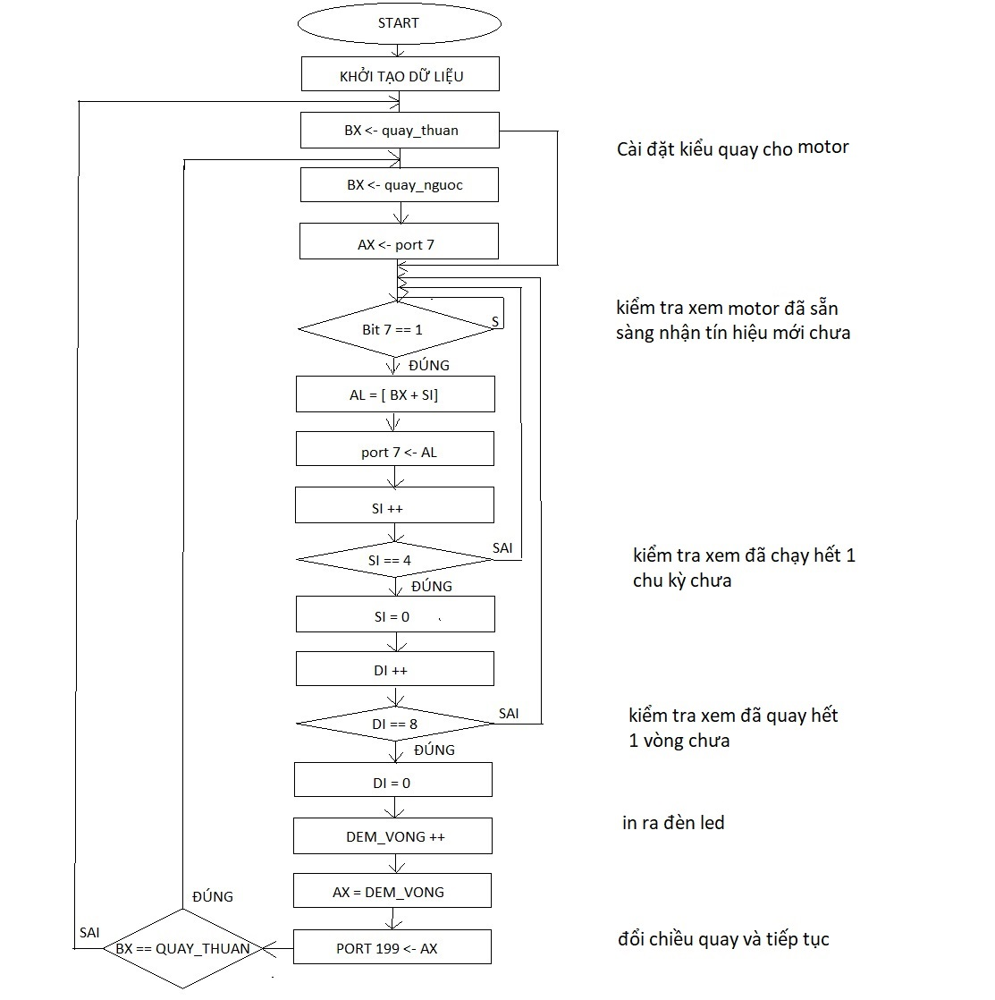 START
KHỞI TẠO DỮ LIỆU
BX <- quay_thuan
Cài đặt kiểu quay cho motor
BX <- quay_nguoc
AX <- port 7
kiểm tra xem motor đã sẵn
sàng nhận tín hiệu mới chưa
Bit 7 == 1
S
ĐÚNG
AL = [ BX + SI]
port 7 <- AL
SI ++
SI == 4
SAI
kiểm tra xem đã chạy hết 1
chu kỳ chưa
ĐÚNG
SI = 0
DI ++
DI == 8
SAI
kiểm tra xem đã quay hết
1 vòng chưa
ĐÚNG
DI = 0
in ra đèn led
DEM_VONG ++
AX = DEM_VONG
ĐÚNG
SAI
BX == QUAY_THUAN
PORT 199 <- AX
đổi chiều quay và tiếp tục